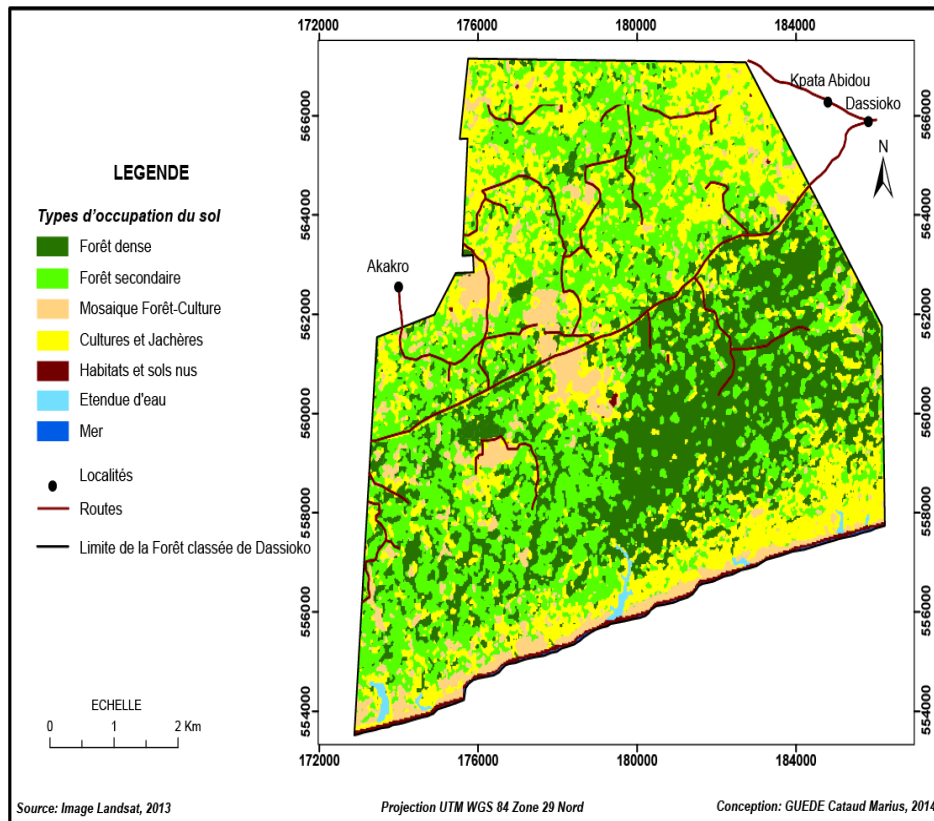 172000 176000 180000 184000
Kpata Abidou
Dassioko
N
Akakro
566000
564000
562000
560000
558000
556000
554000
566000
564000
562000
560000
558000
556000
554000
172000 176000 180000 184000
LEGENDE
Types d'occupation du sol
Forêt dense
Forêt secondaire
Mosaique Forêt-Culture
Cultures et Jachères
Habitats et sols nus
Etendue d'eau
Mer
Localités
Routes
Limite de la Forêt classée de Dassioko
ECHELLE
0 1 2 Km
Source: Image Landsat, 2013 Projection UTM WGS 84 Zone 29 Nord Conception: GUEDE Cataud Marius, 2014